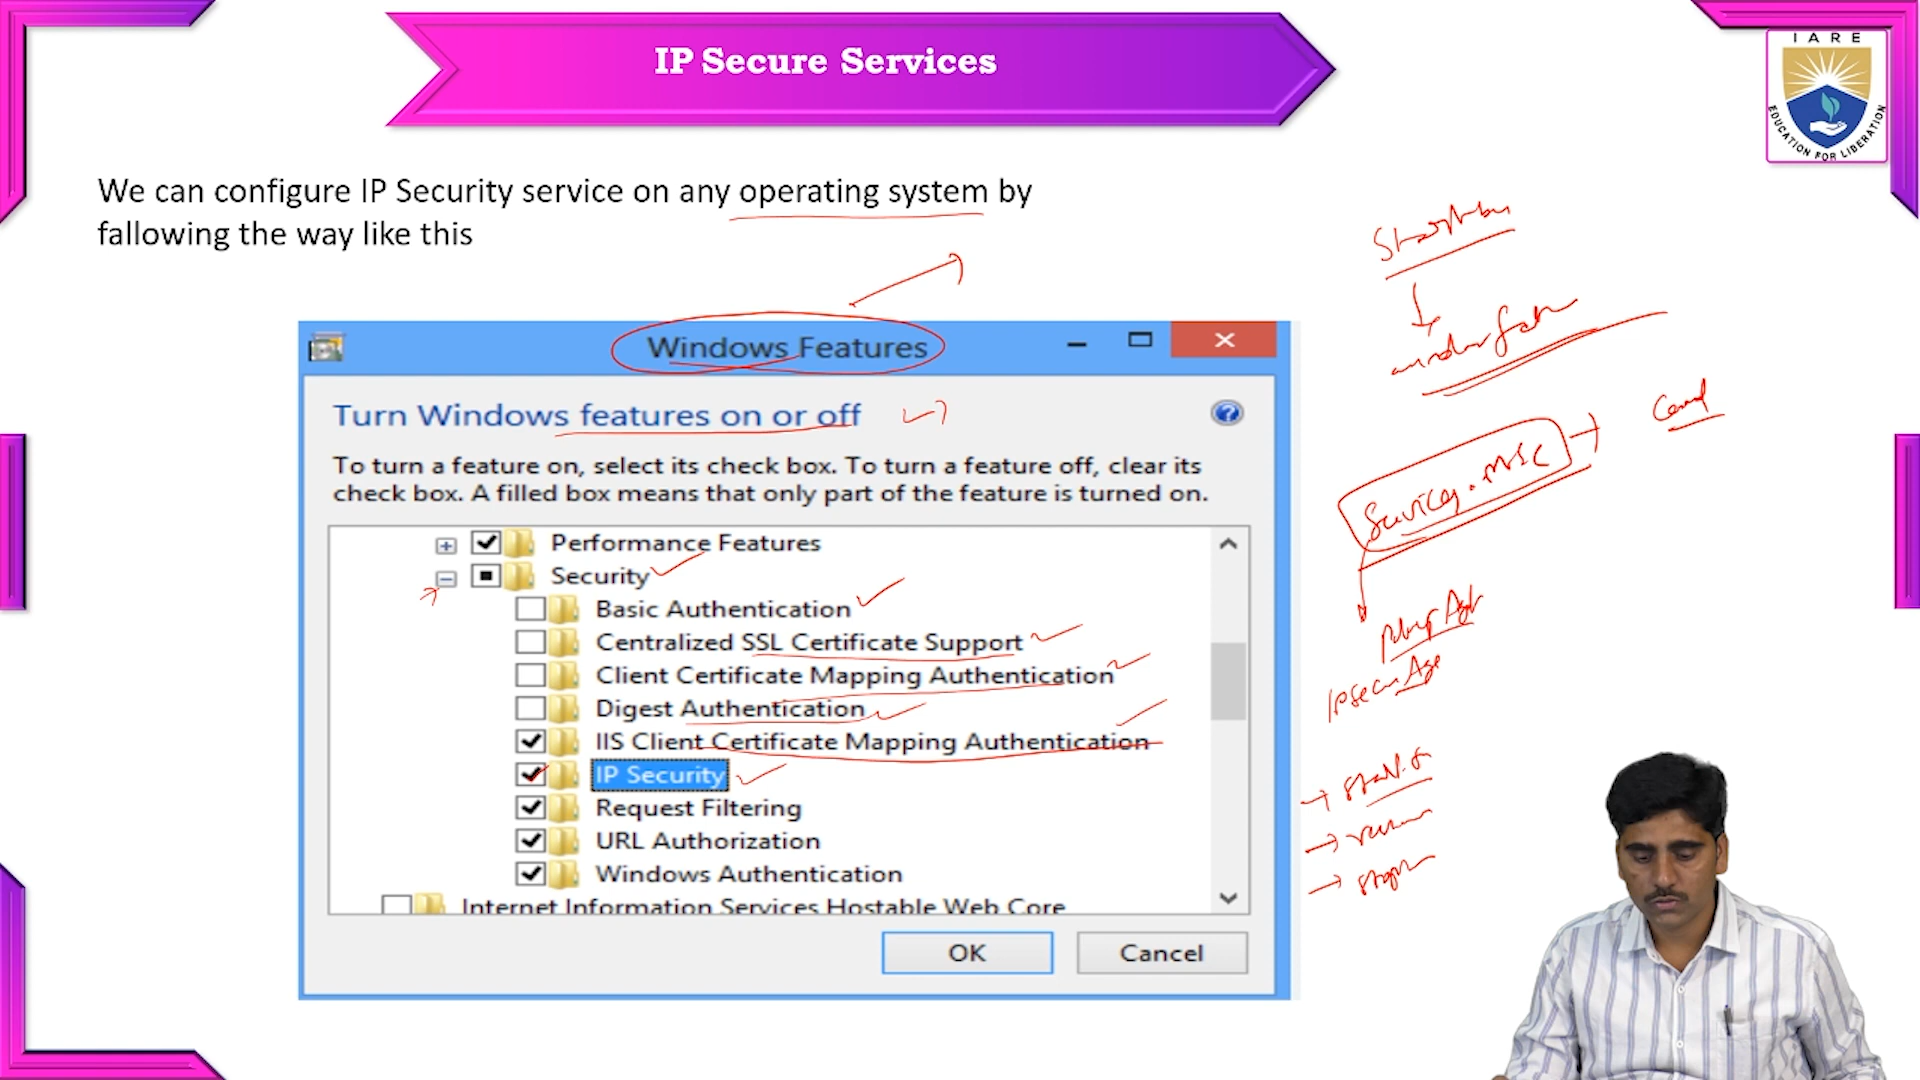 IP Secure Services
IARE
EDUCATION FOR LIBERATION
We can configure IP Security service on any operating system by
fallowing the way like this
Windows Features
Turn Windows features on or off
To turn a feature on, select its check box. To turn a feature off, clear its
check box. A filled box means that only part of the feature is turned on.
Performance Features
Security
Basic Authentication
Centralized SSL Certificate Support
Client Certificate Mapping Authentication
Digest Authentication
IIS Client Certificate Mapping Authentication
IP Security
Request Filtering
URL Authorization
Windows Authentication
Internet Information Services Hostable Web Core
OK
Cancel
Services.msc